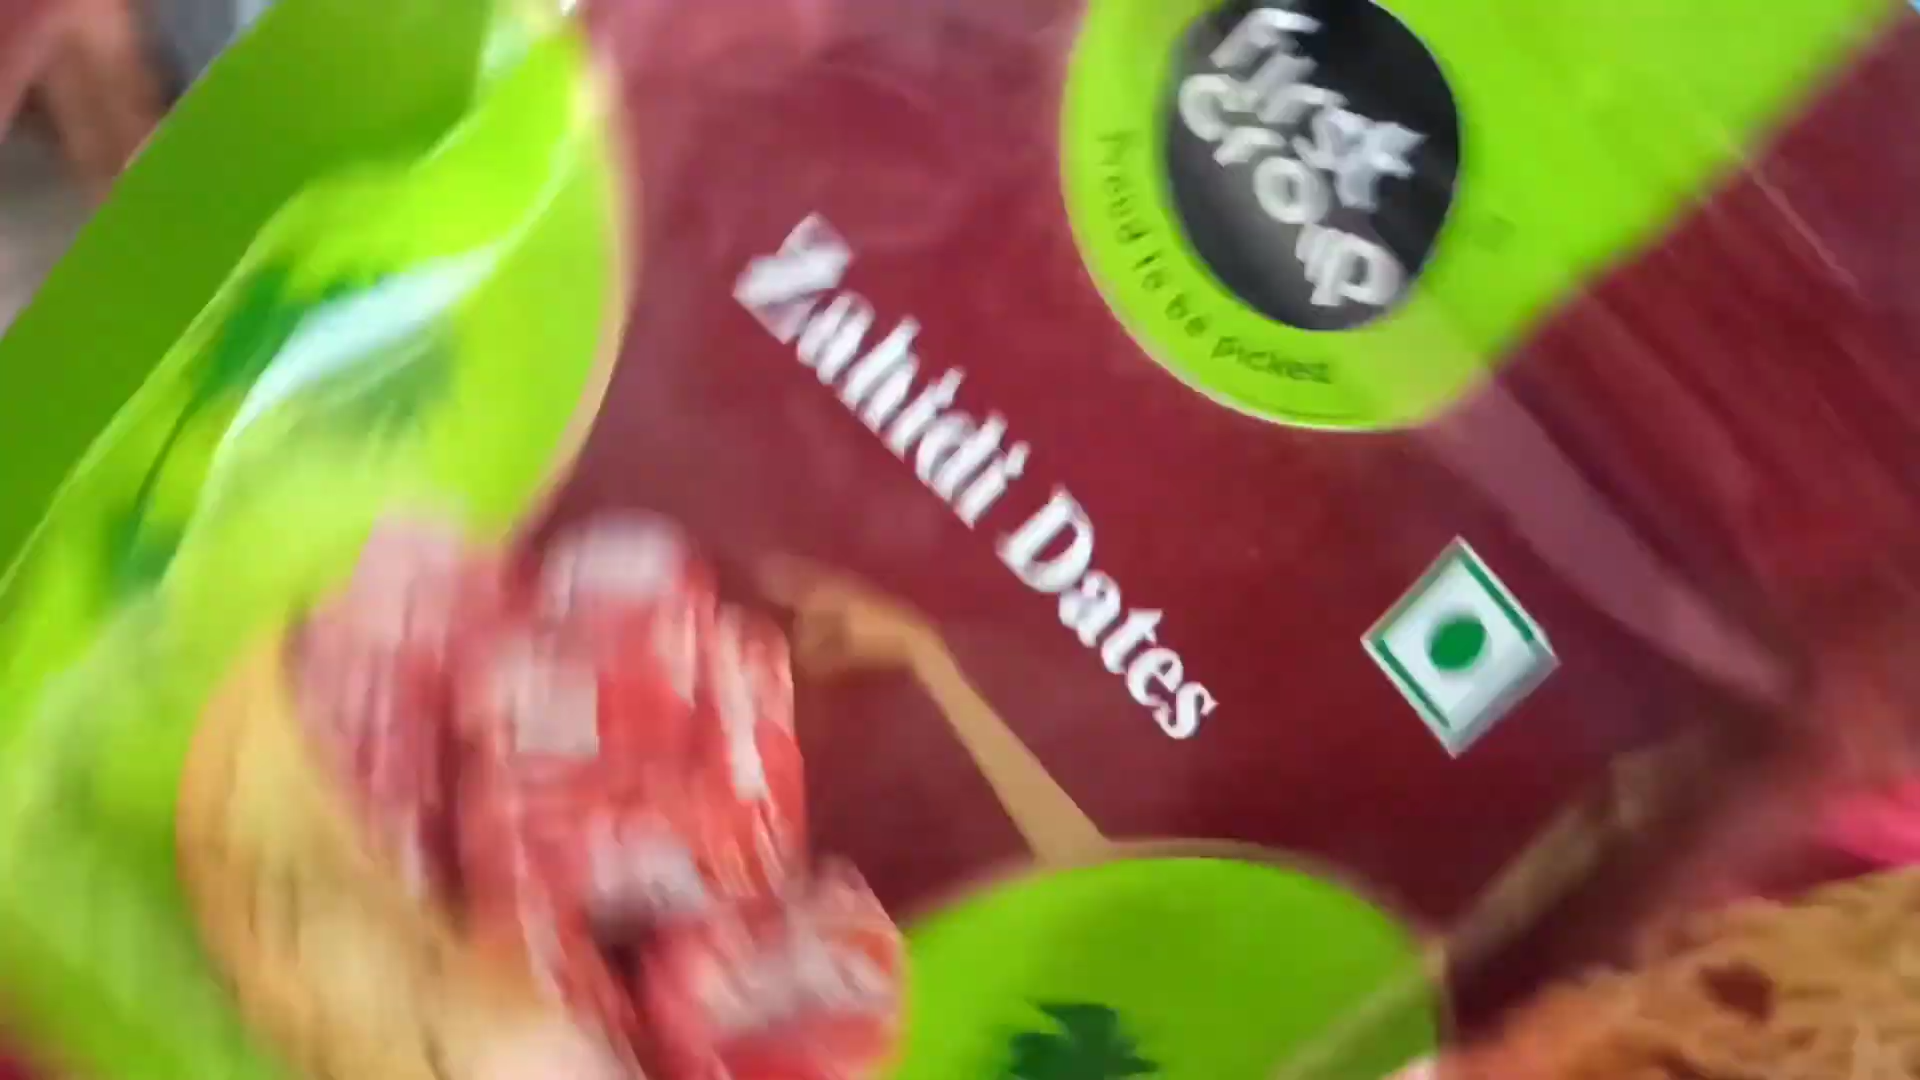 First
Crop
Proud to be picked
Zahidi Dates